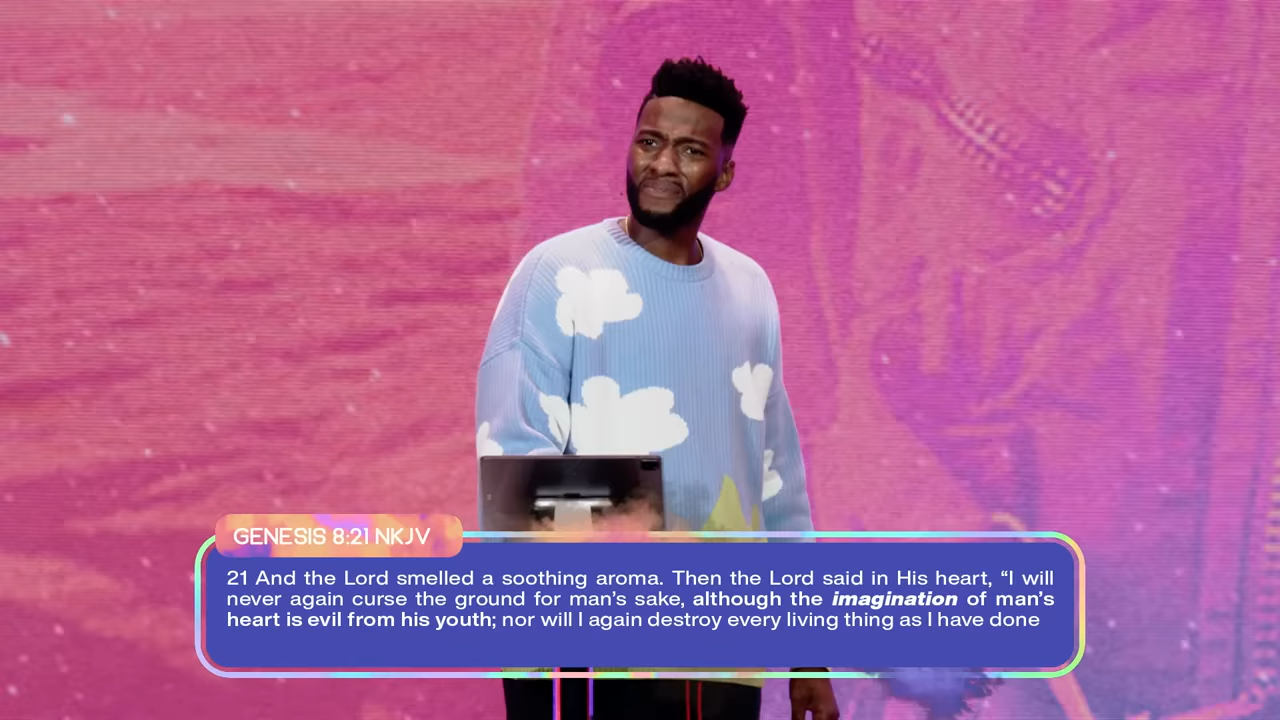 GENESIS 8:21 NKJV
21 And the Lord smelled a soothing aroma. Then the Lord said in His heart, “I will
never again curse the ground for man’s sake, although the imagination of man’s
heart is evil from his youth; nor will I again destroy every living thing as I have done